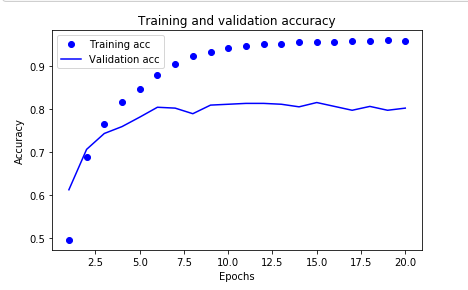 Training and validation accuracy
Training acc
Validation acc
0.9
0.8
0.7
0.6
0.5
Accuracy
2.5 5.0 7.5 10.0 12.5 15.0 17.5 20.0
Epochs